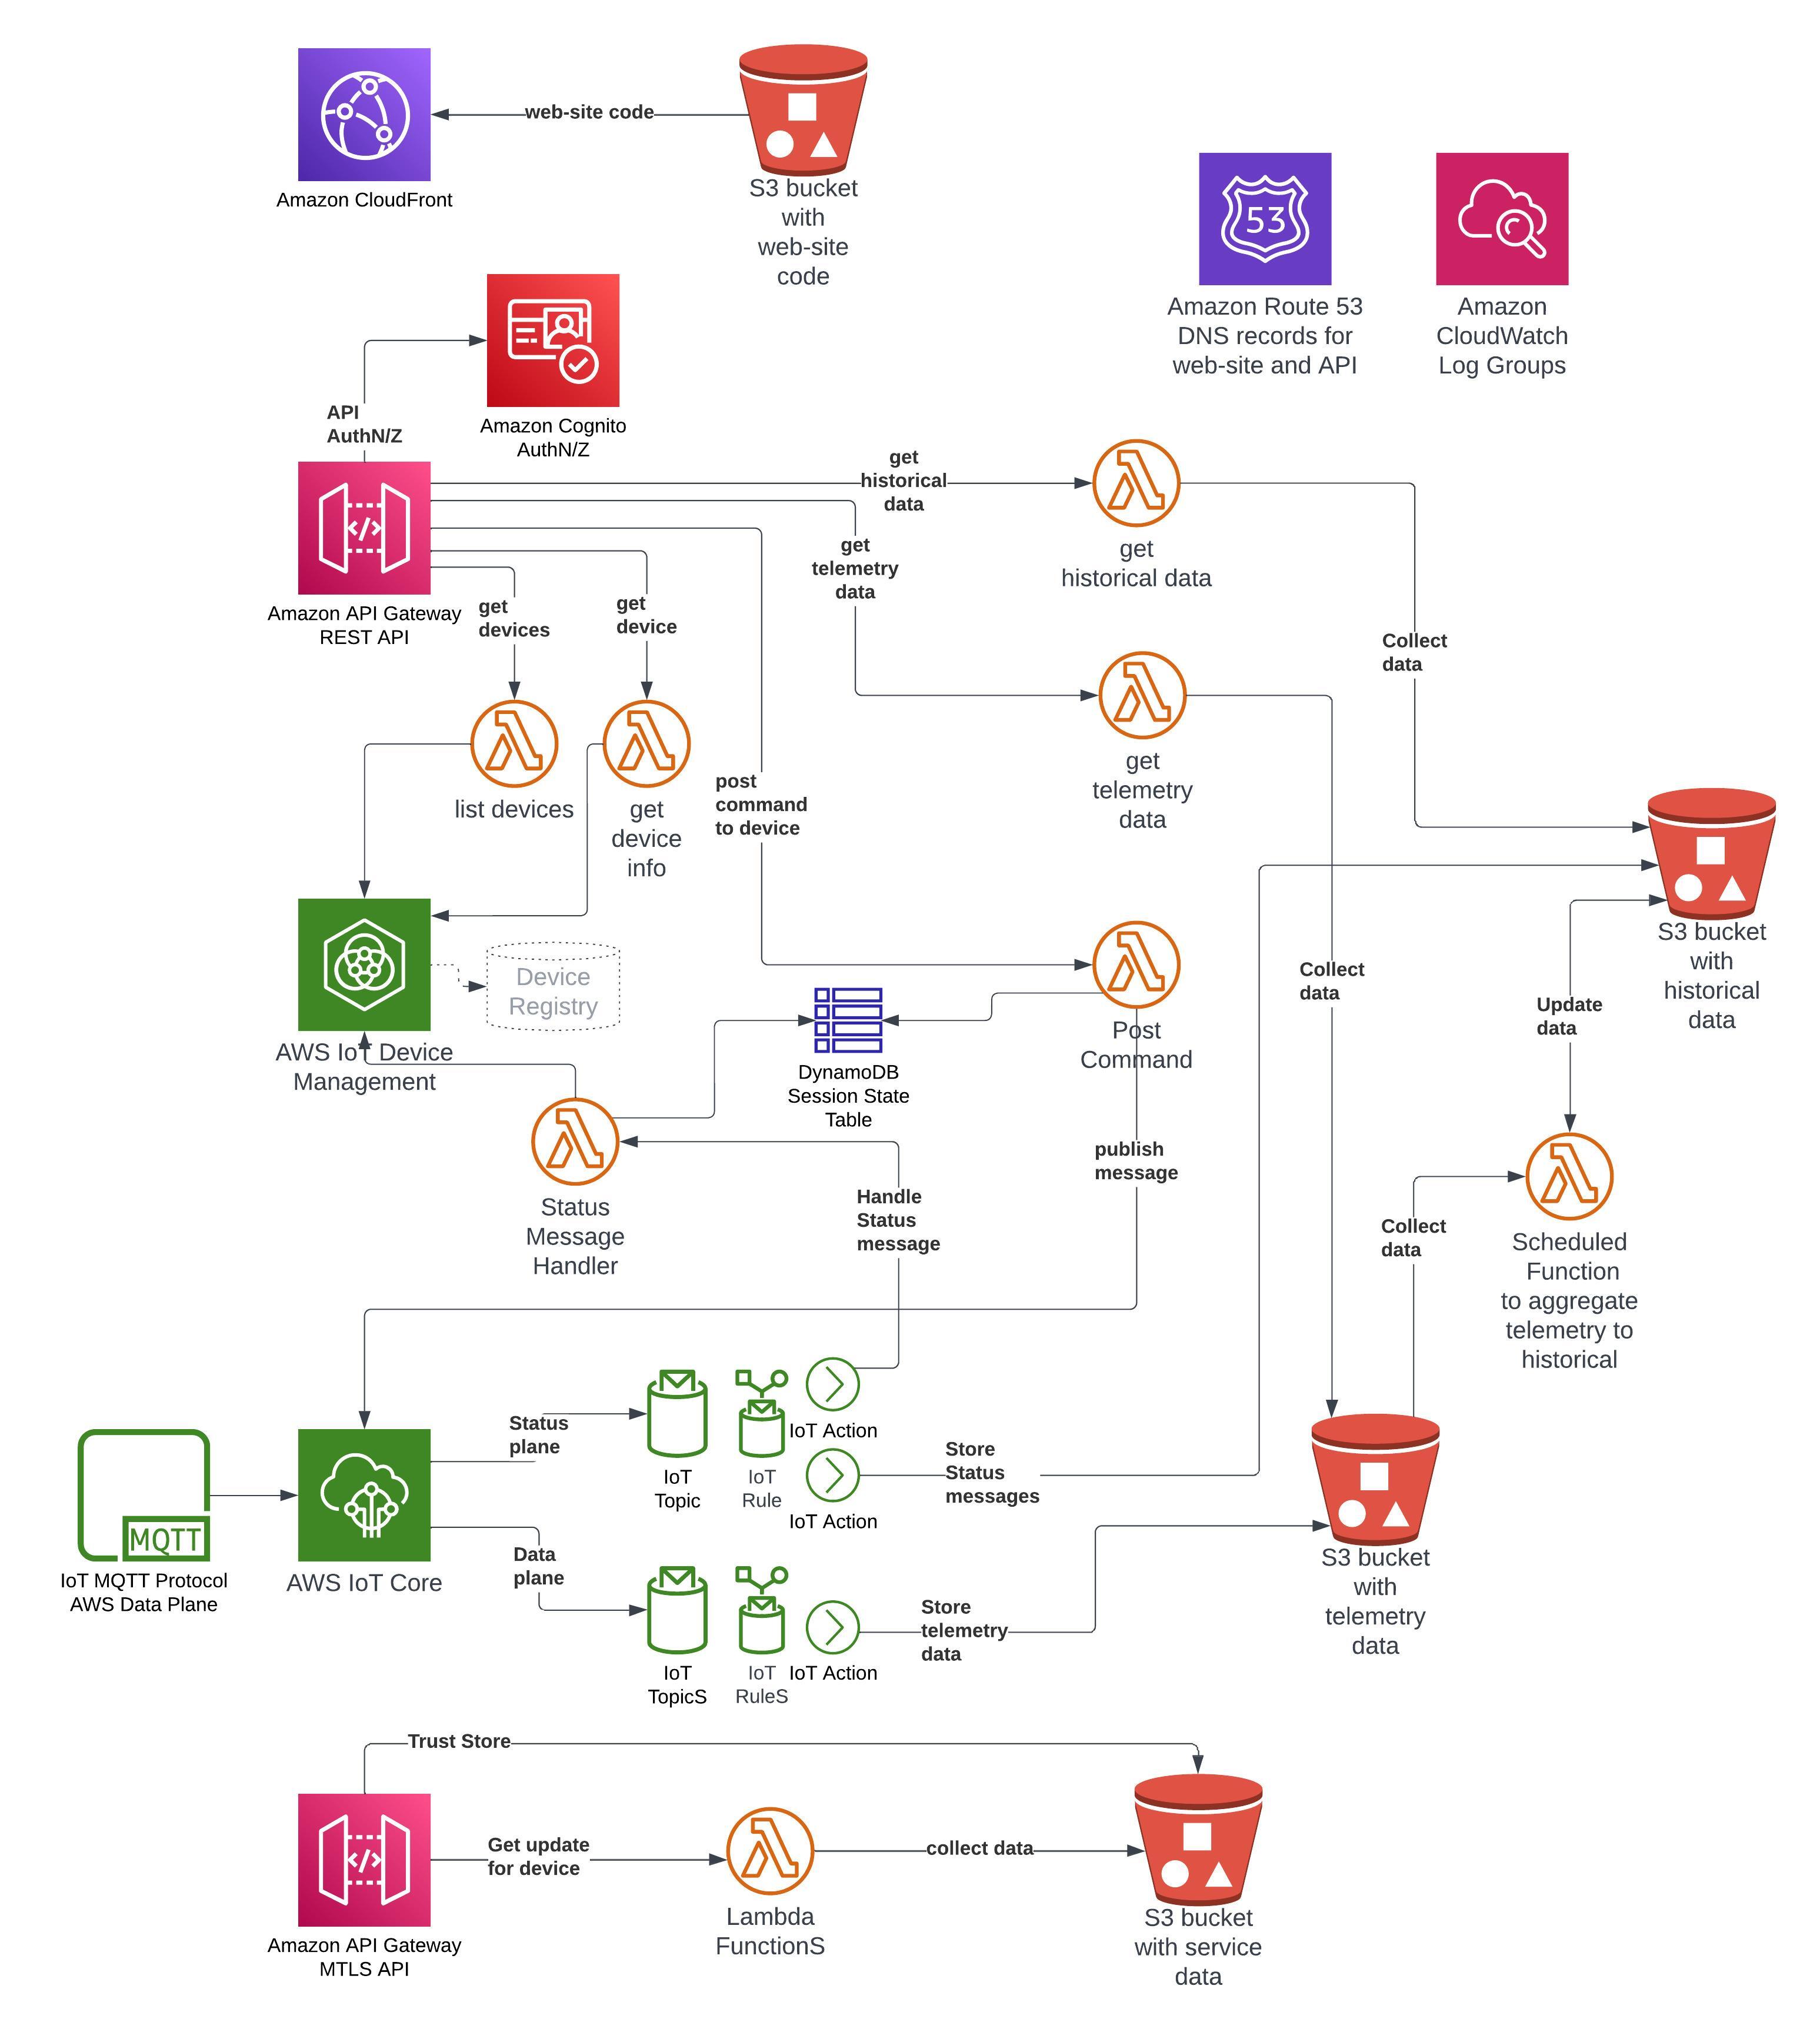 web-site code
Amazon CloudFront
S3 bucket
with
web-site
code
53
Amazon Route 53
DNS records for
web-site and API
Amazon
CloudWatch
Log Groups
API
AuthN/Z
Amazon Cognito
AuthN/Z
</>
Amazon API Gateway
REST API
get
historical
data
get
historical data
get
telemetry
data
get
devices
get
device
Collect
data
list devices
get
device
info
post
command
to device
get
telemetry
data
S3 bucket
with
historical
data
Device
Registry
AWS IoT Device
Management
DynamoDB
Session State
Table
Post
Command
Collect
data
Update
data
Status
Message
Handler
Handle
Status
message
publish
message
Collect
data
Scheduled
Function
to aggregate
telemetry to
historical
MQTT
IoT MQTT Protocol
AWS Data Plane
AWS IoT Core
Status
plane
IoT
Topic
IoT
Rule
IoT Action
IoT Action
Store
Status
messages
Data
plane
IoT
TopicS
IoT
RuleS
IoT Action
Store
telemetry
data
S3 bucket
with
telemetry
data
Trust Store
</>
Amazon API Gateway
MTLS API
Get update
for device
Lambda
FunctionS
collect data
S3 bucket
with service
data